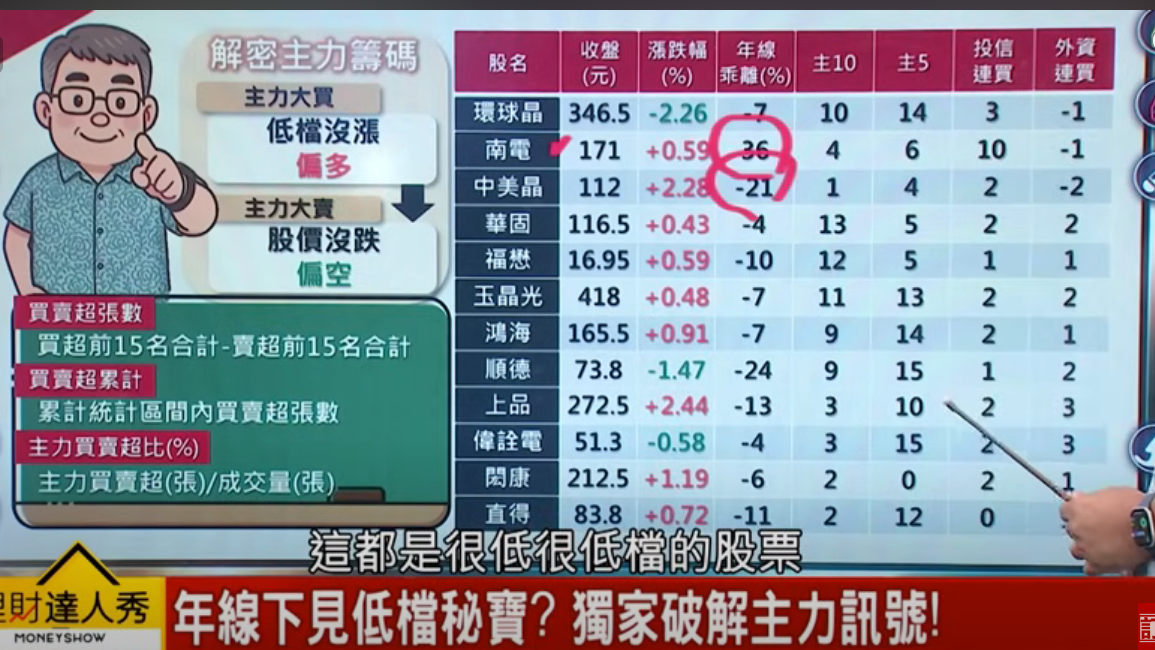 解密主力籌碼
主力大買
低檔沒漲
偏多
主力大賣
股價沒跌
偏空
買賣超張數
買超前15名合計-賣超前15名合計
買賣超累計
累計統計區間內買賣超張數
主力買賣超比(%)
主力買賣超(張)/成交量(張)
股名 收盤(元) 漲跌幅(%) 年線乖離(%) 主10 主5 投信連買 外資連買
環球晶 346.5 -2.26 -7 10 14 3 -1
南電 171 +0.59 36 4 6 10 -1
中美晶 112 +2.28 -21 1 4 2 -2
華固 116.5 +0.43 -4 13 5 2 2
福懋 16.95 +0.59 -10 12 5 1 1
玉晶光 418 +0.48 -7 11 13 2 2
鴻海 165.5 +0.91 -7 9 14 2 1
順德 73.8 -1.47 -24 9 15 1 2
上品 272.5 +2.44 -13 3 10 2 3
偉詮電 51.3 -0.58 -4 3 15 2 3
閎康 212.5 +1.19 -6 2 0 2 1
直得 83.8 +0.72 -11 2 12 0
這都是很低很低檔的股票
理財達人秀
MONEYSHOW
年線下見低檔秘寶? 獨家破解主力訊號!